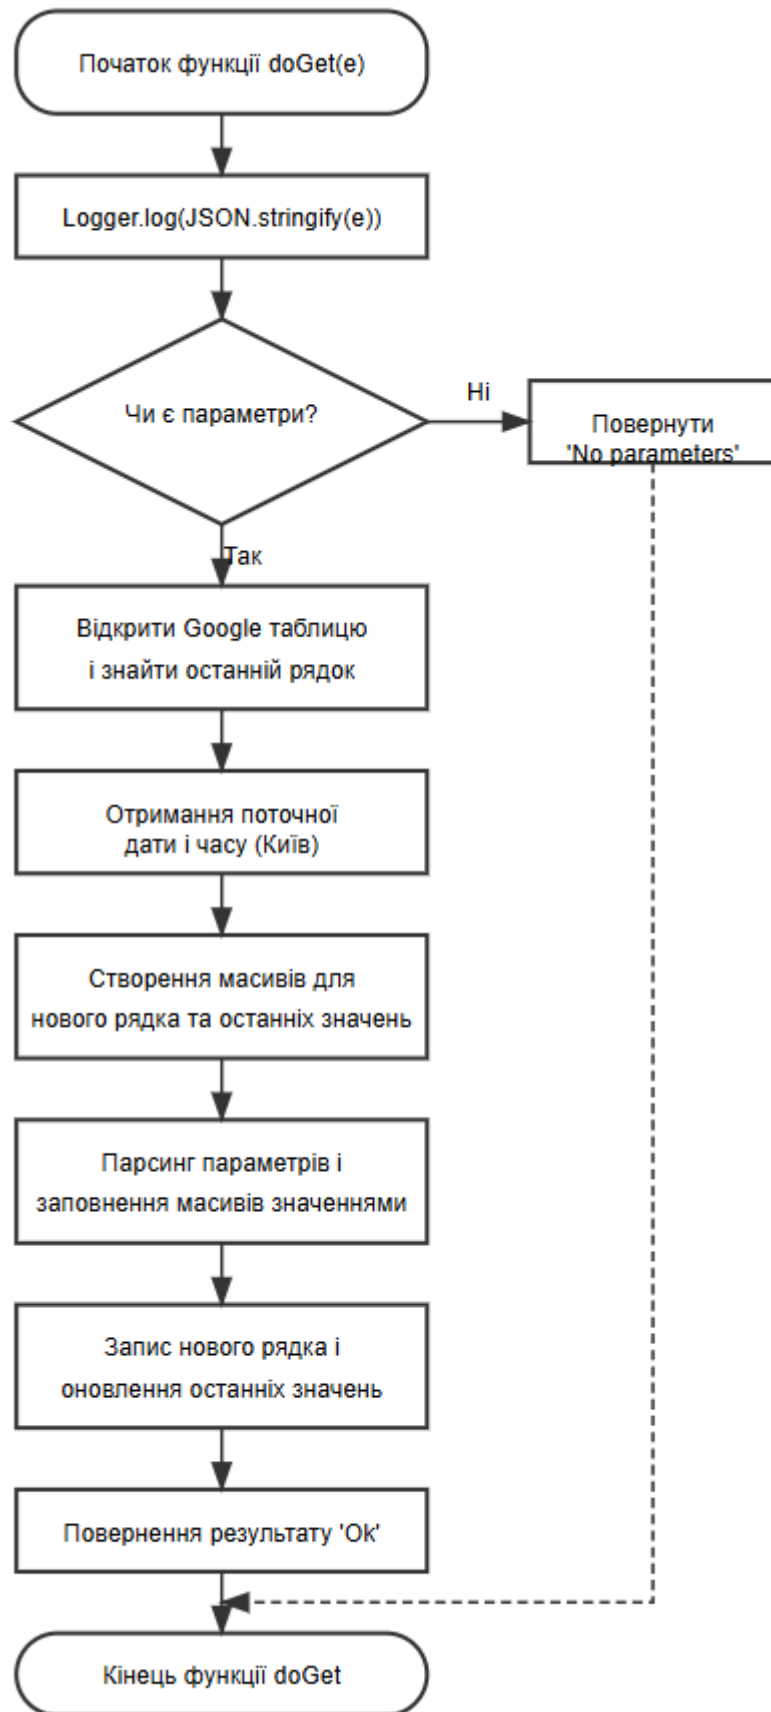 Початок функції doGet(e)
Logger.log(JSON.stringify(e))
Чи є параметри?
Ні
Повернути
'No parameters'
Так
Відкрити Google таблицю
і знайти останній рядок
Отримання поточної
дати і часу (Київ)
Створення масивів для
нового рядка та останніх значень
Парсинг параметрів і
заповнення масивів значеннями
Запис нового рядка і
оновлення останніх значень
Повернення результату 'Ok'
Кінець функції doGet